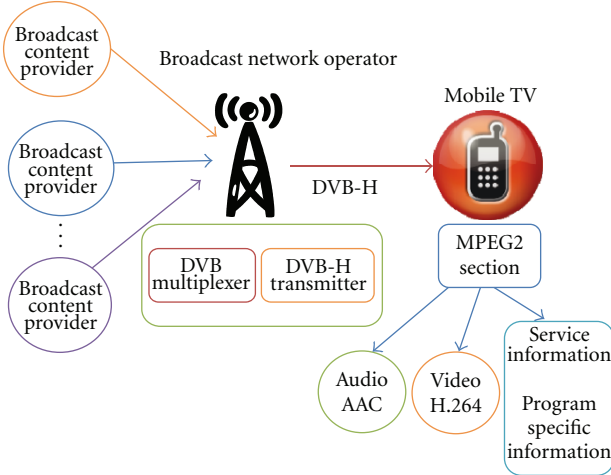 Broadcast
content
provider
Broadcast network operator
Mobile TV
Broadcast
content
provider
DVB-H
Broadcast
content
provider
DVB
multiplexer
DVB-H
transmitter
MPEG2
section
Audio
AAC
Video
H.264
Service
information
Program
specific
information